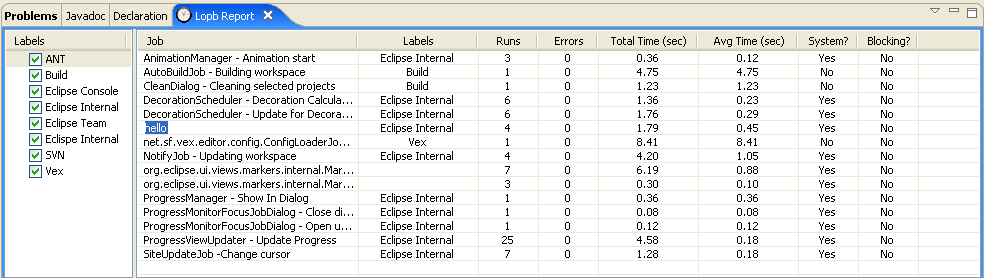 Problems Javadoc Declaration Lopb Report
Labels
ANT
Build
Eclipse Console
Eclipse Internal
Eclipse Team
Eclispe Internal
SVN
Vex
Job Labels Runs Errors Total Time (sec) Avg Time (sec) System? Blocking?
AnimationManager - Animation start Eclipse Internal 3 0 0.36 0.12 Yes No
AutoBuildJob - Building workspace Build 1 0 4.75 4.75 No No
CleanDialog - Cleaning selected projects Build 1 0 1.23 1.23 No No
DecorationScheduler - Decoration Calcula... Eclipse Internal 6 0 1.36 0.23 Yes No
DecorationScheduler - Update for Decora... Eclipse Internal 6 0 1.76 0.29 Yes No
hello Eclipse Internal 4 0 1.79 0.45 Yes No
net.sf.vex.editor.config.ConfigLoaderJo... Vex 1 0 8.41 8.41 No No
NotifyJob - Updating workspace Eclipse Internal 4 0 4.20 1.05 Yes No
org.eclipse.ui.views.markers.internal.Mar... 7 0 6.19 0.88 Yes No
org.eclipse.ui.views.markers.internal.Mar... 3 0 0.30 0.10 Yes No
ProgressManager - Show In Dialog Eclipse Internal 1 0 0.36 0.36 Yes No
ProgressMonitorFocusJobDialog - Close di... Eclipse Internal 1 0 0.08 0.08 Yes No
ProgressMonitorFocusJobDialog - Open u... Eclipse Internal 1 0 0.12 0.12 Yes No
ProgressViewUpdater - Update Progress Eclipse Internal 25 0 4.58 0.18 Yes No
SiteUpdateJob -Change cursor Eclipse Internal 7 0 1.28 0.18 Yes No